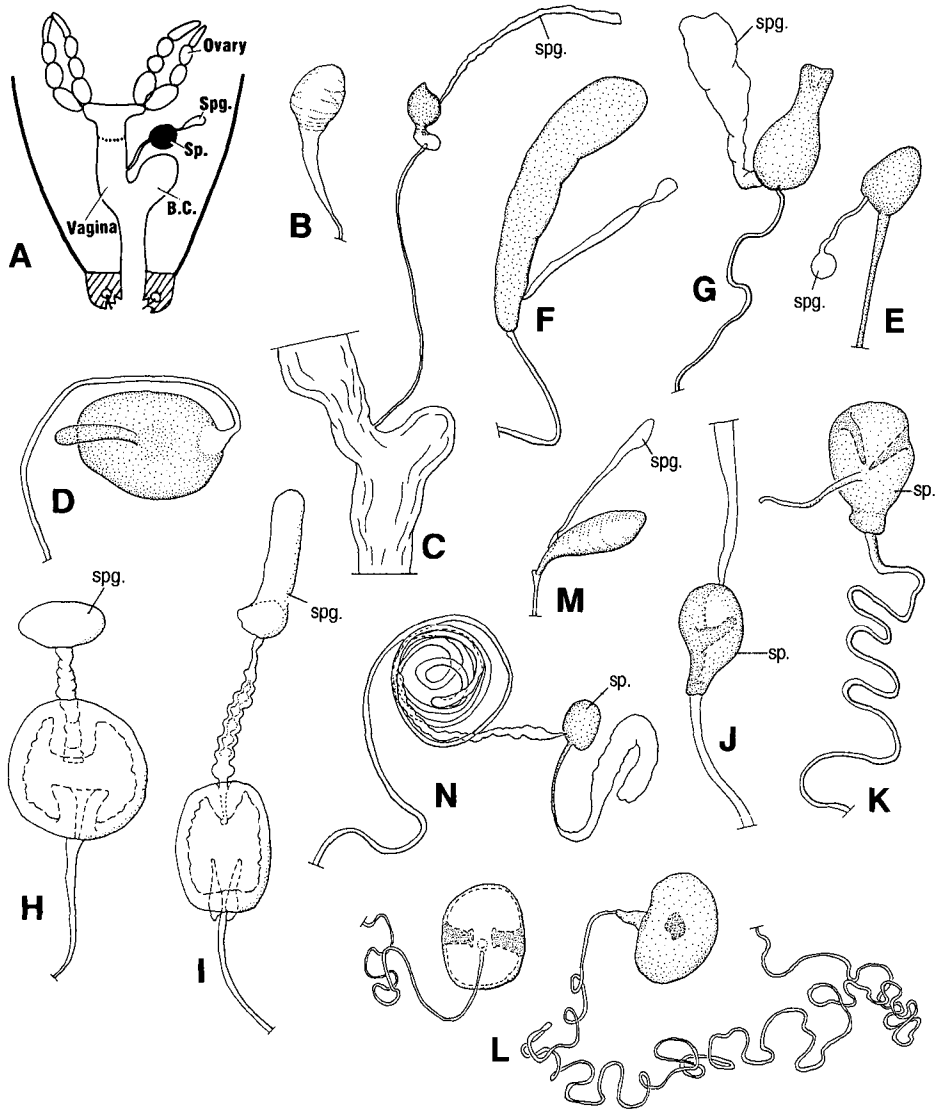 A
Ovary
Spg.
Sp.
B.C.
Vagina
B
spg.
C
spg.
F
G
spg.
E
D
spg.
M
sp.
J
sp.
K
spg.
H
spg.
I
sp.
N
L